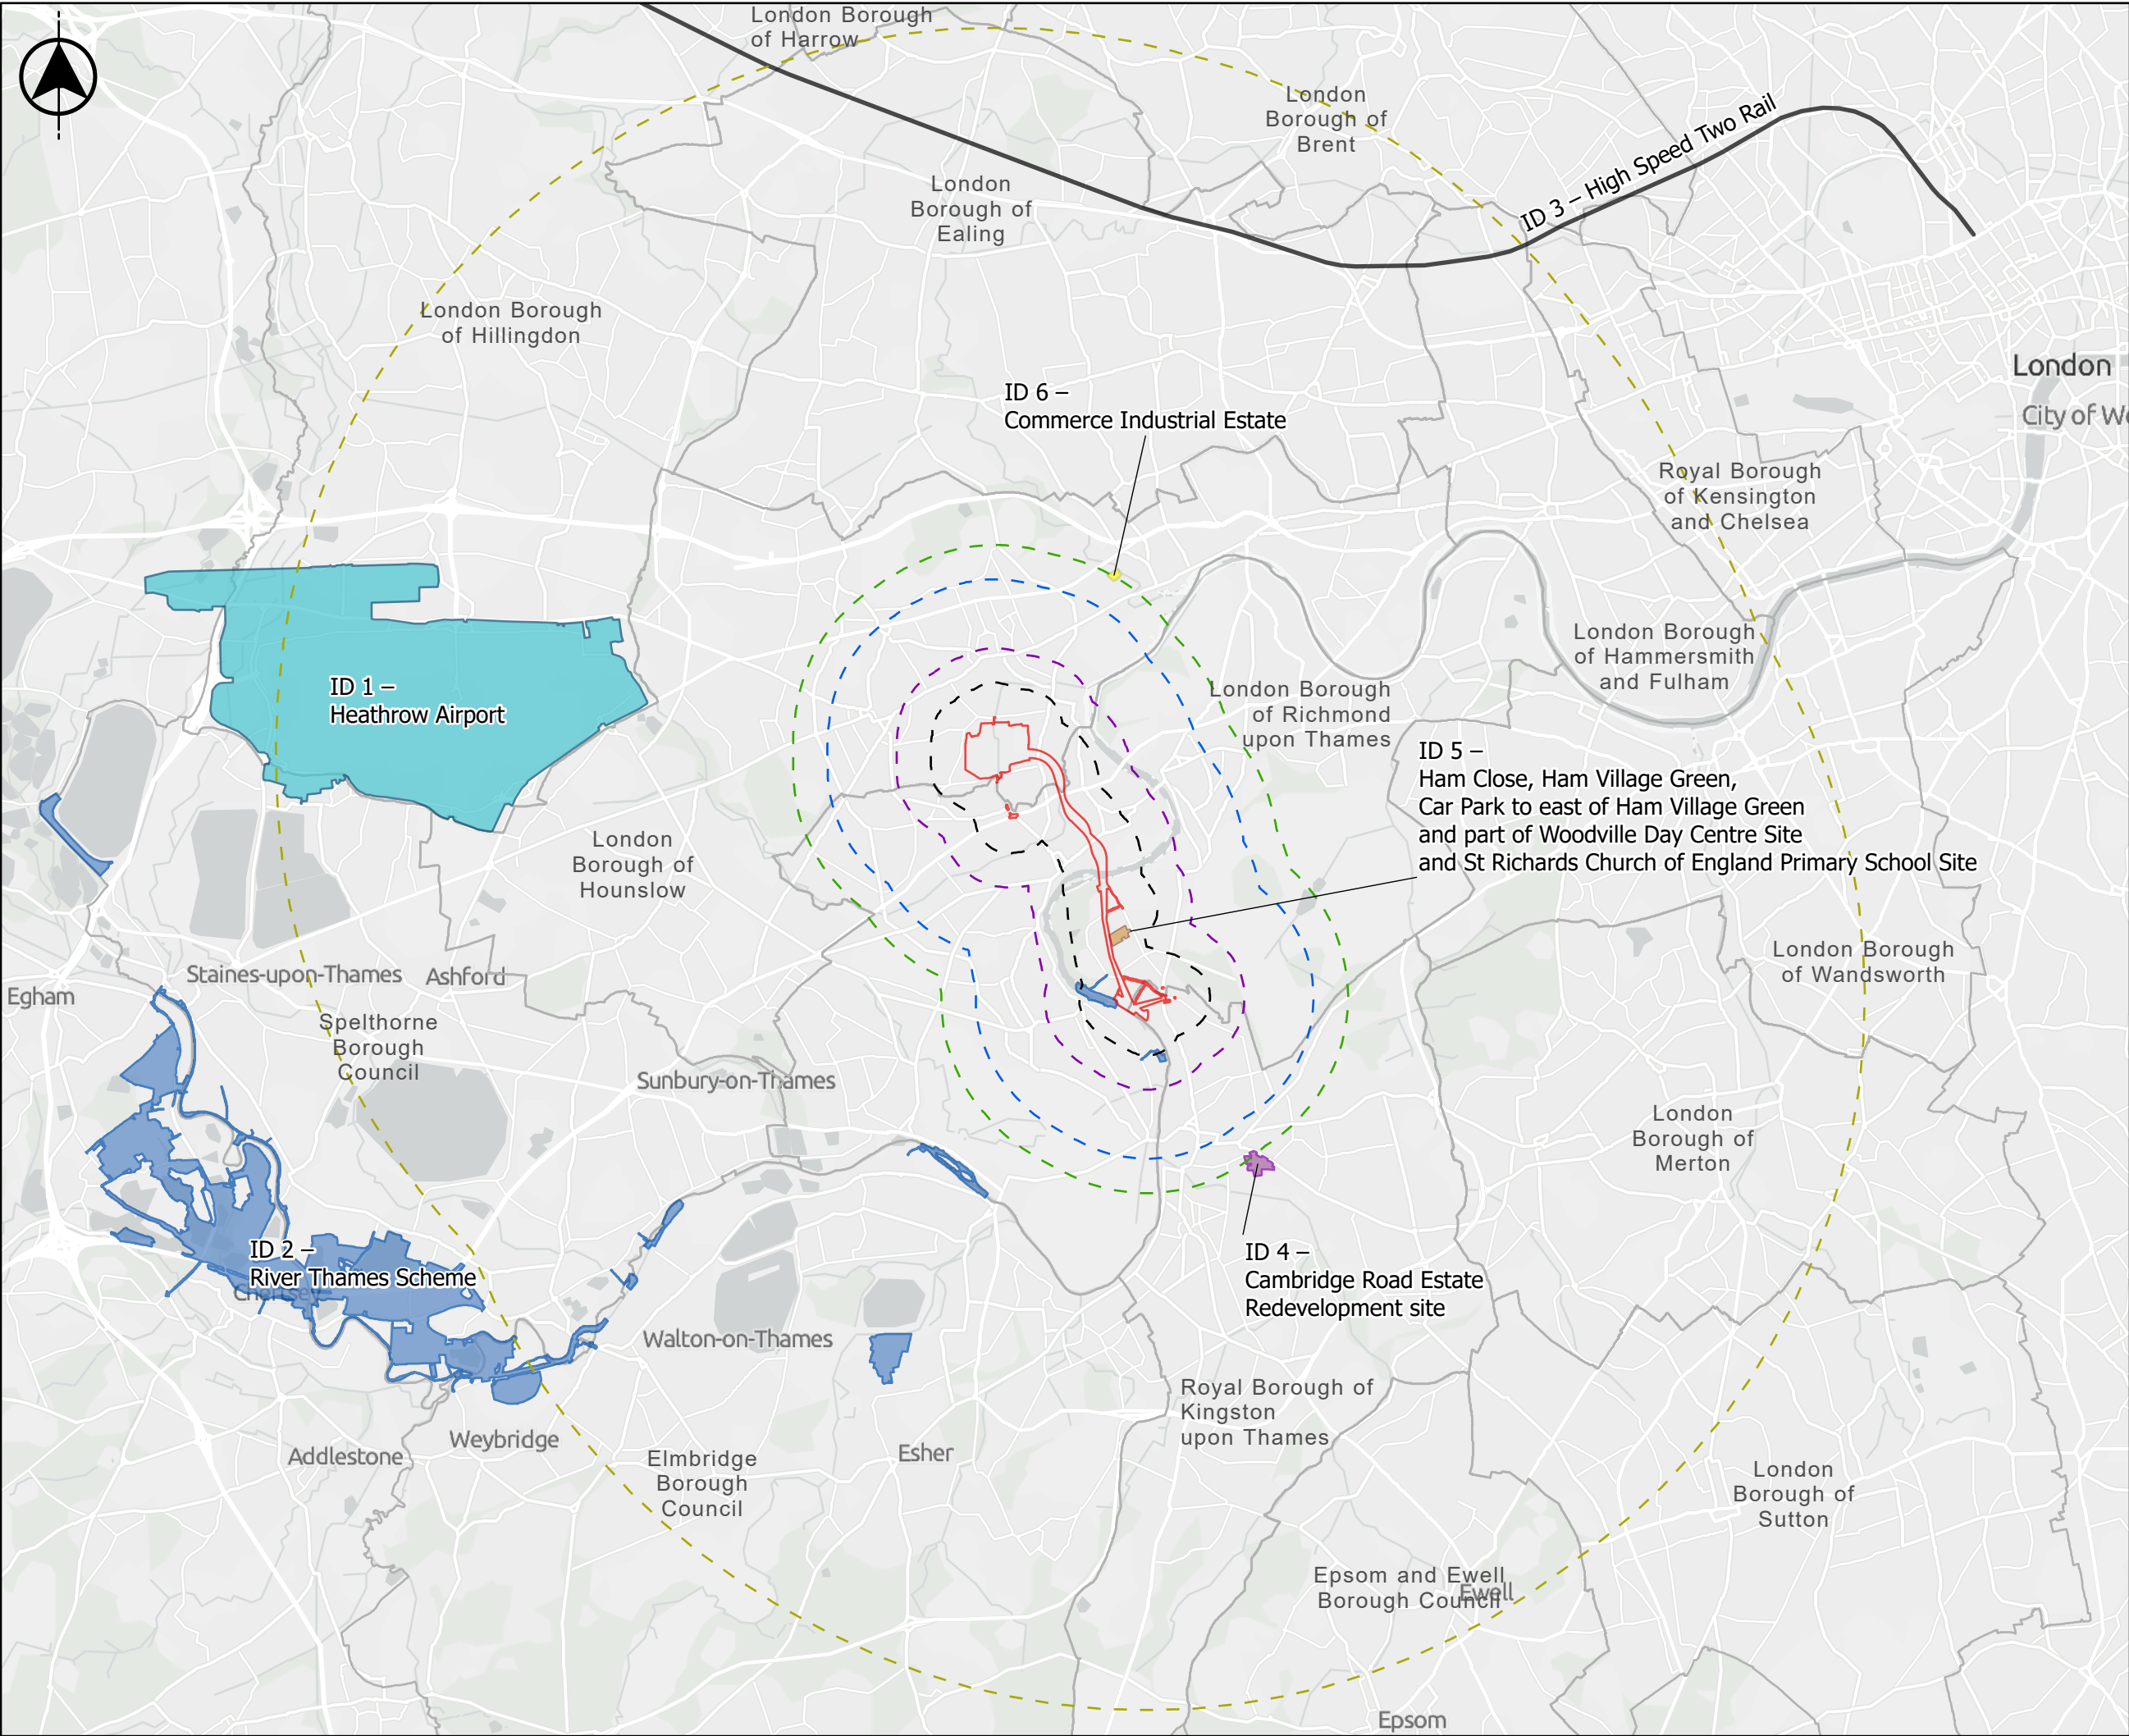 London Borough
of Harrow
London
Borough of
Brent
ID 3 – High Speed Two Rail
London
Borough of
Ealing
London Borough
of Hillingdon
London
City of We
ID 6 –
Commerce Industrial Estate
Royal Borough
of Kensington
and Chelsea
London Borough
of Hammersmith
and Fulham
ID 1 –
Heathrow Airport
London Borough
of Richmond
upon Thames
ID 5 –
Ham Close, Ham Village Green,
Car Park to east of Ham Village Green
and part of Woodville Day Centre Site
and St Richards Church of England Primary School Site
London
Borough of
Hounslow
London Borough
of Wandsworth
Staines-upon-Thames
Ashford
Egham
Spelthorne
Borough
Council
Sunbury-on-Thames
London
Borough of
Merton
ID 2 –
River Thames Scheme
Chertsey
ID 4 –
Cambridge Road Estate
Redevelopment site
Walton-on-Thames
Royal Borough of
Kingston
upon Thames
Weybridge
Addlestone
Elmbridge
Borough
Council
Esher
London
Borough of
Sutton
Epsom and Ewell
Borough Council
Ewell
Epsom